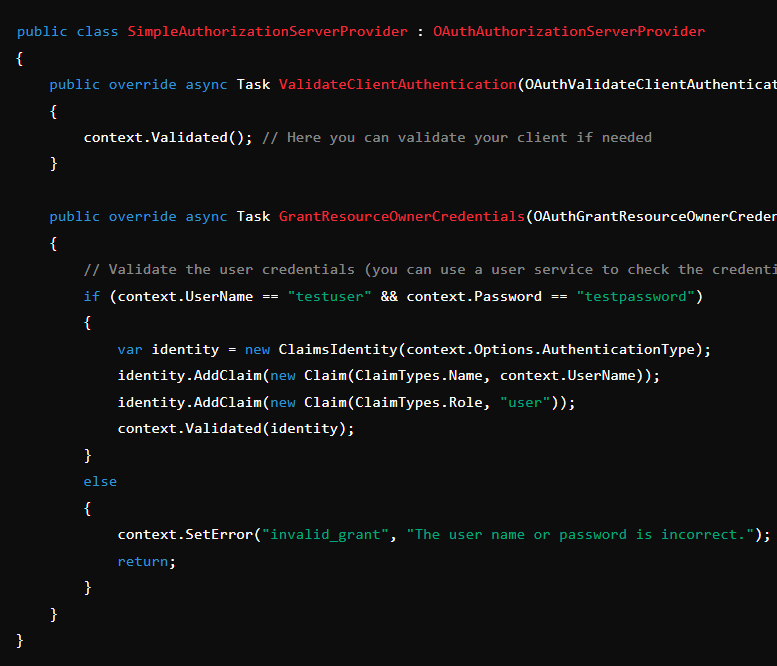 public class SimpleAuthorizationServerProvider : OAuthAuthorizationServerProvider
{
    public override async Task ValidateClientAuthentication(OAuthValidateClientAuthenticat
    {
        context.Validated(); // Here you can validate your client if needed
    }

    public override async Task GrantResourceOwnerCredentials(OAuthGrantResourceOwnerCreden
    {
        // Validate the user credentials (you can use a user service to check the credenti
        if (context.UserName == "testuser" && context.Password == "testpassword")
        {
            var identity = new ClaimsIdentity(context.Options.AuthenticationType);
            identity.AddClaim(new Claim(ClaimTypes.Name, context.UserName));
            identity.AddClaim(new Claim(ClaimTypes.Role, "user"));
            context.Validated(identity);
        }
        else
        {
            context.SetError("invalid_grant", "The user name or password is incorrect.");
            return;
        }
    }
}